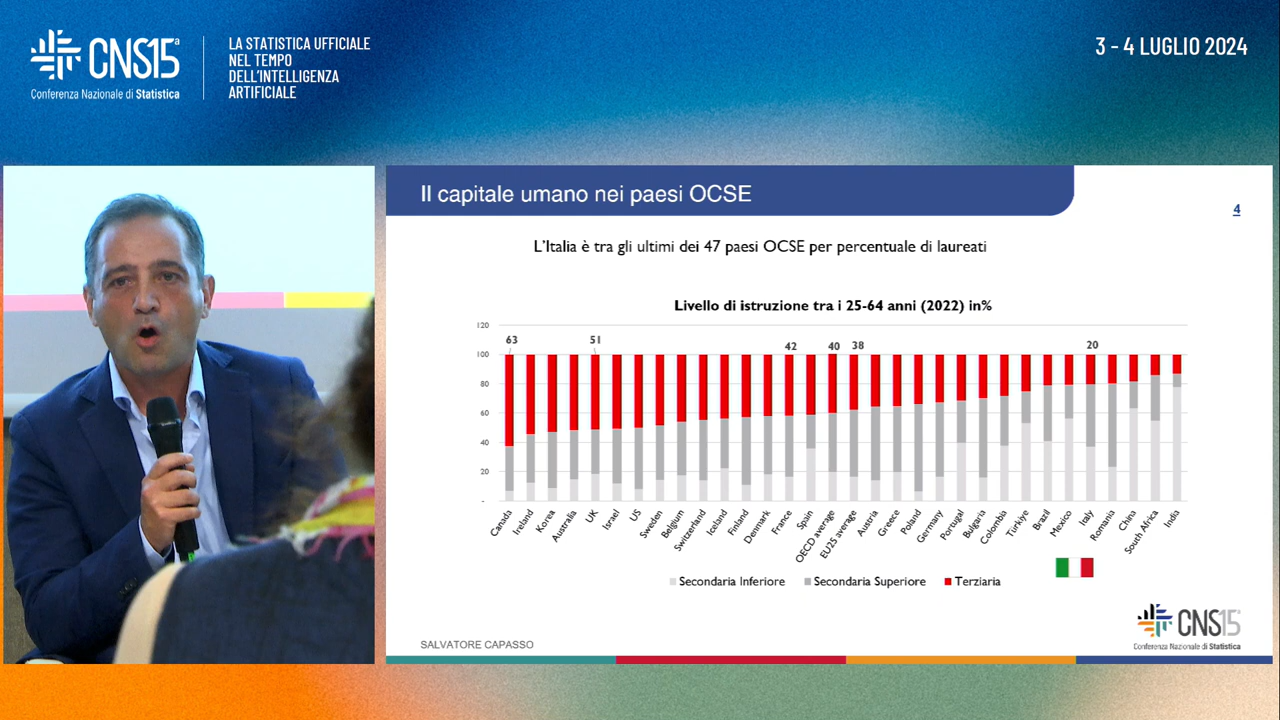 CNS15ª
Conferenza Nazionale di Statistica
LA STATISTICA UFFICIALE
NEL TEMPO
DELL'INTELLIGENZA
ARTIFICIALE
3 - 4 LUGLIO 2024
Il capitale umano nei paesi OCSE
4
L'Italia è tra gli ultimi dei 47 paesi OCSE per percentuale di laureati
Livello di istruzione tra i 25-64 anni (2022) in%
120
100
80
60
40
20
-
63
51
42
40
38
20
Canada
Ireland
Korea
Australia
UK
Israel
US
Sweden
Belgium
Switzerland
Iceland
Finland
Denmark
France
Spain
OECD average
EU25 average
Austria
Greece
Poland
Germany
Portugal
Bulgaria
Colombia
Türkiye
Brazil
Mexico
Italy
Romania
China
South Africa
India
Secondaria Inferiore
Secondaria Superiore
Terziaria
SALVATORE CAPASSO
CNS15
Conferenza Nazionale di Statistica